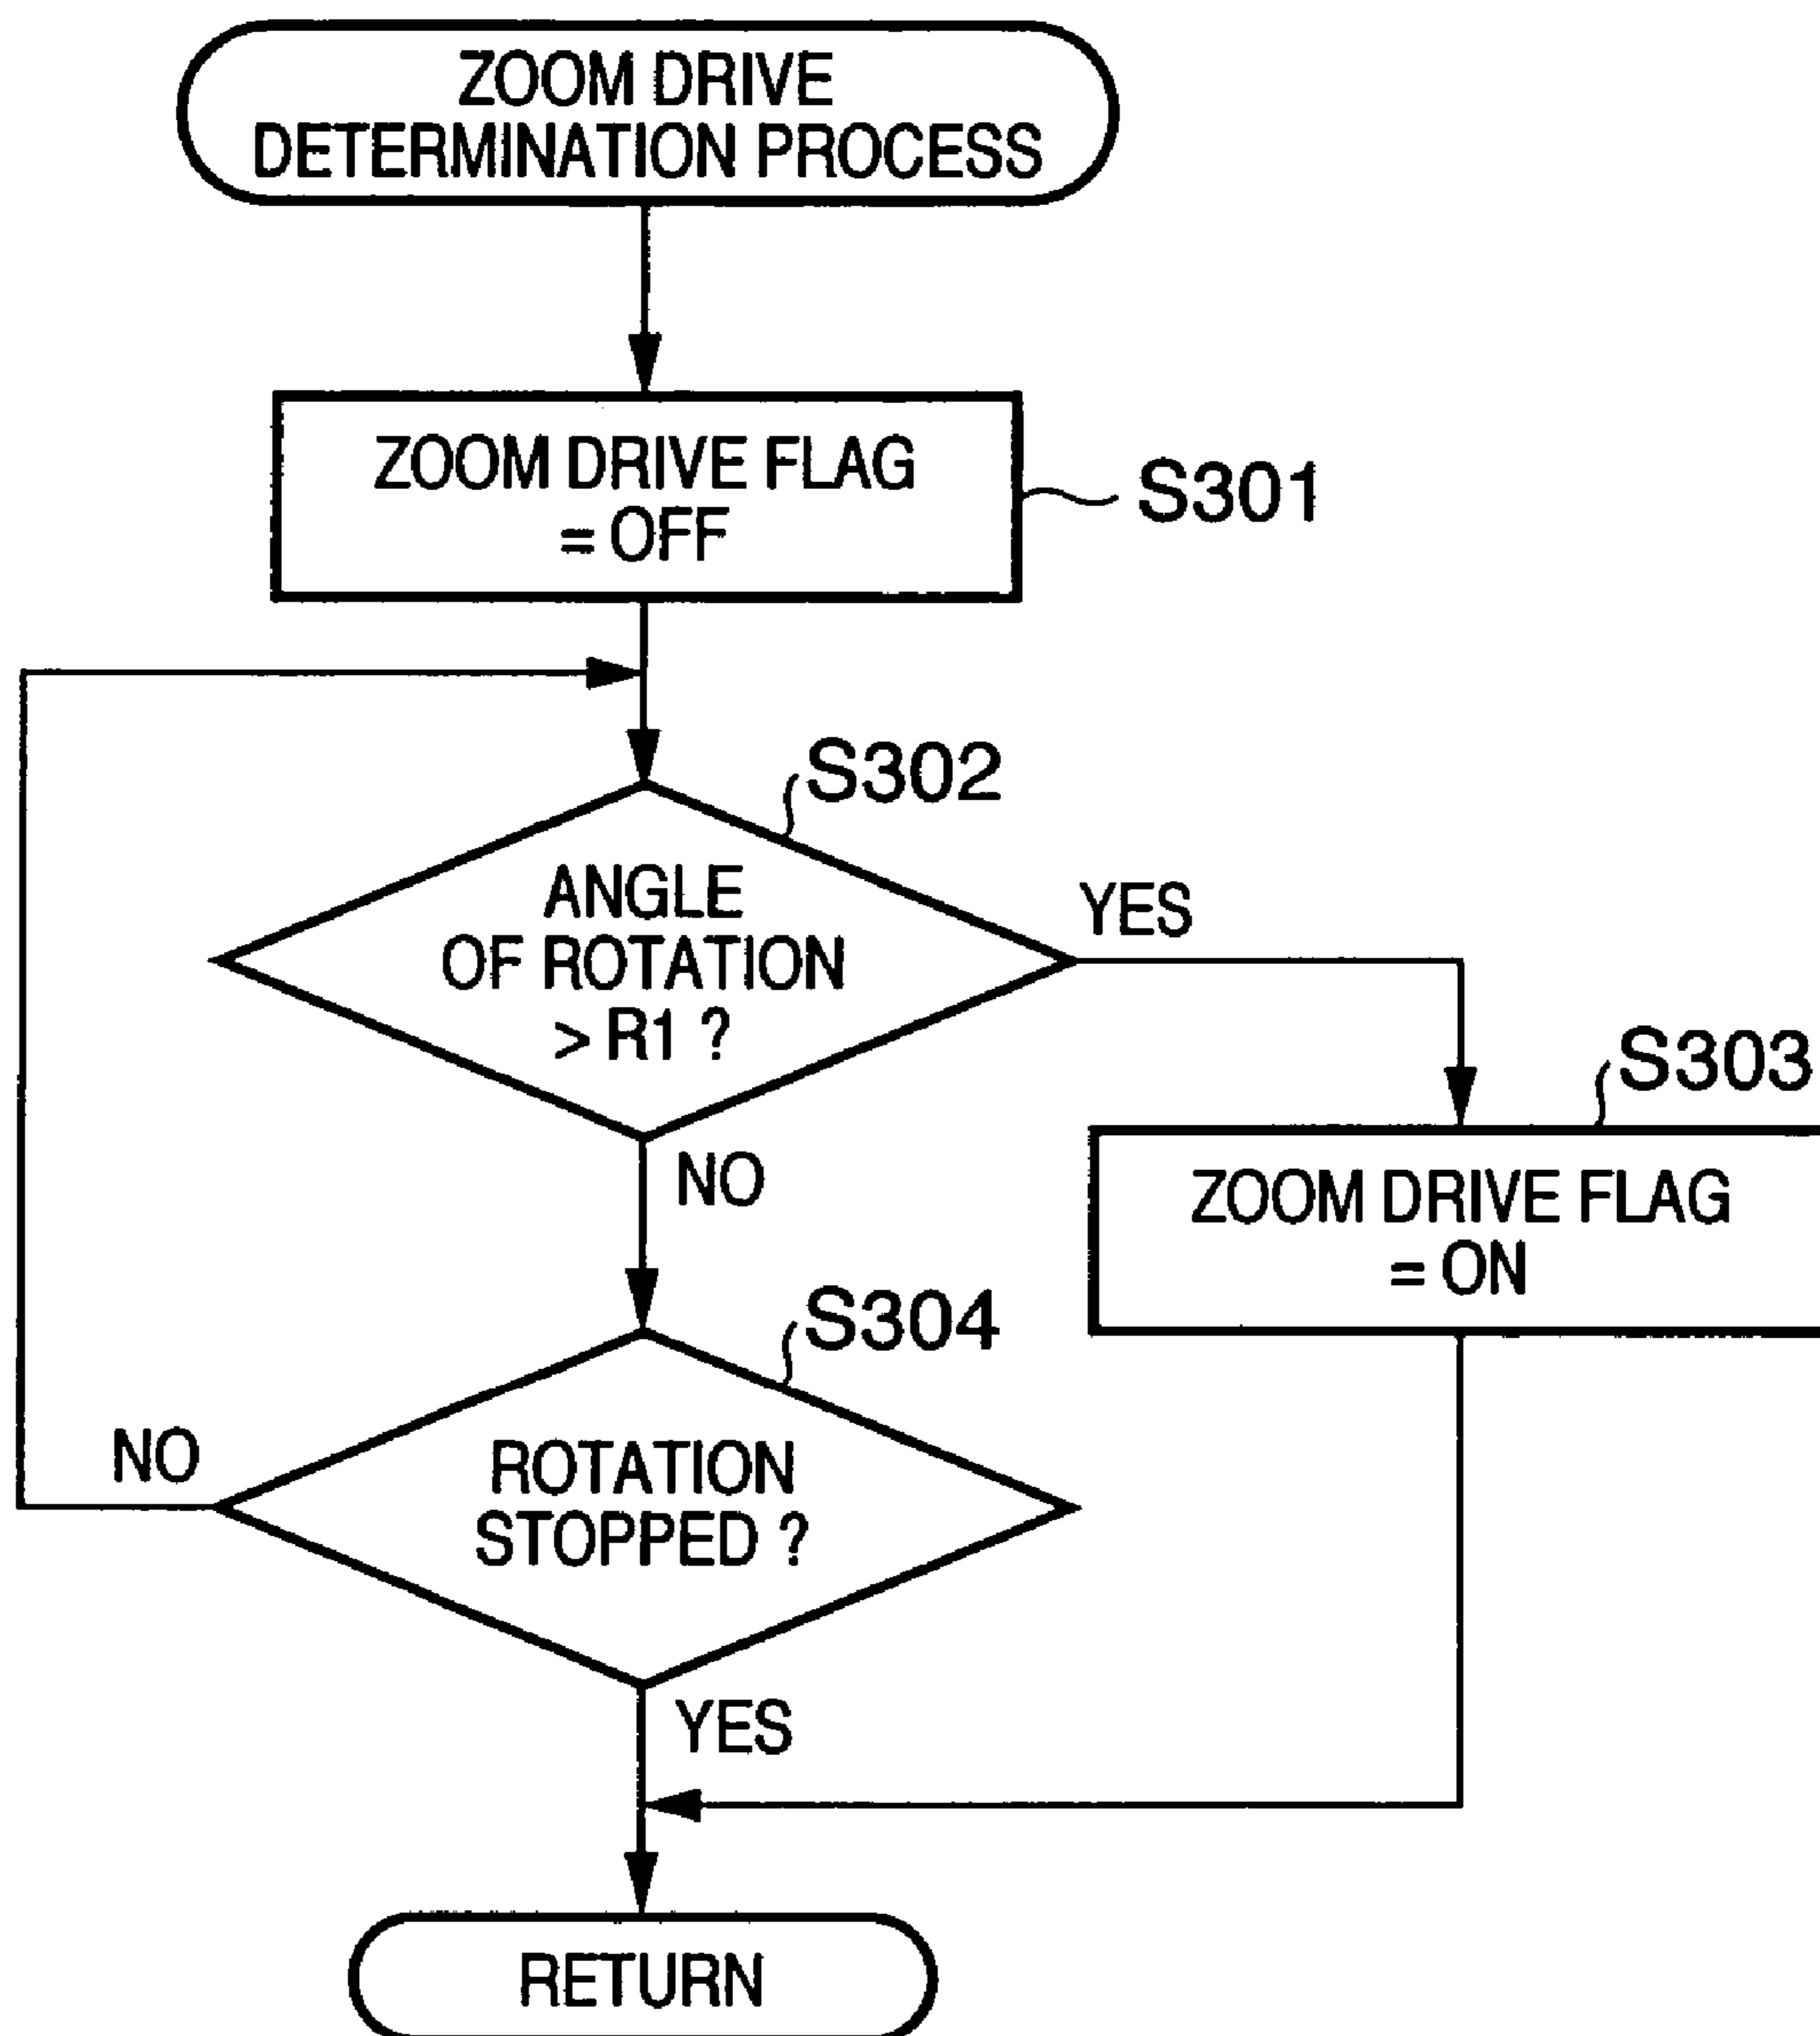 ZOOM DRIVE
DETERMINATION PROCESS
ZOOM DRIVE FLAG
= OFF
S301
S302
ANGLE
OF ROTATION
> R1 ?
YES
NO
S303
ZOOM DRIVE FLAG
= ON
S304
ROTATION
STOPPED ?
NO
YES
RETURN